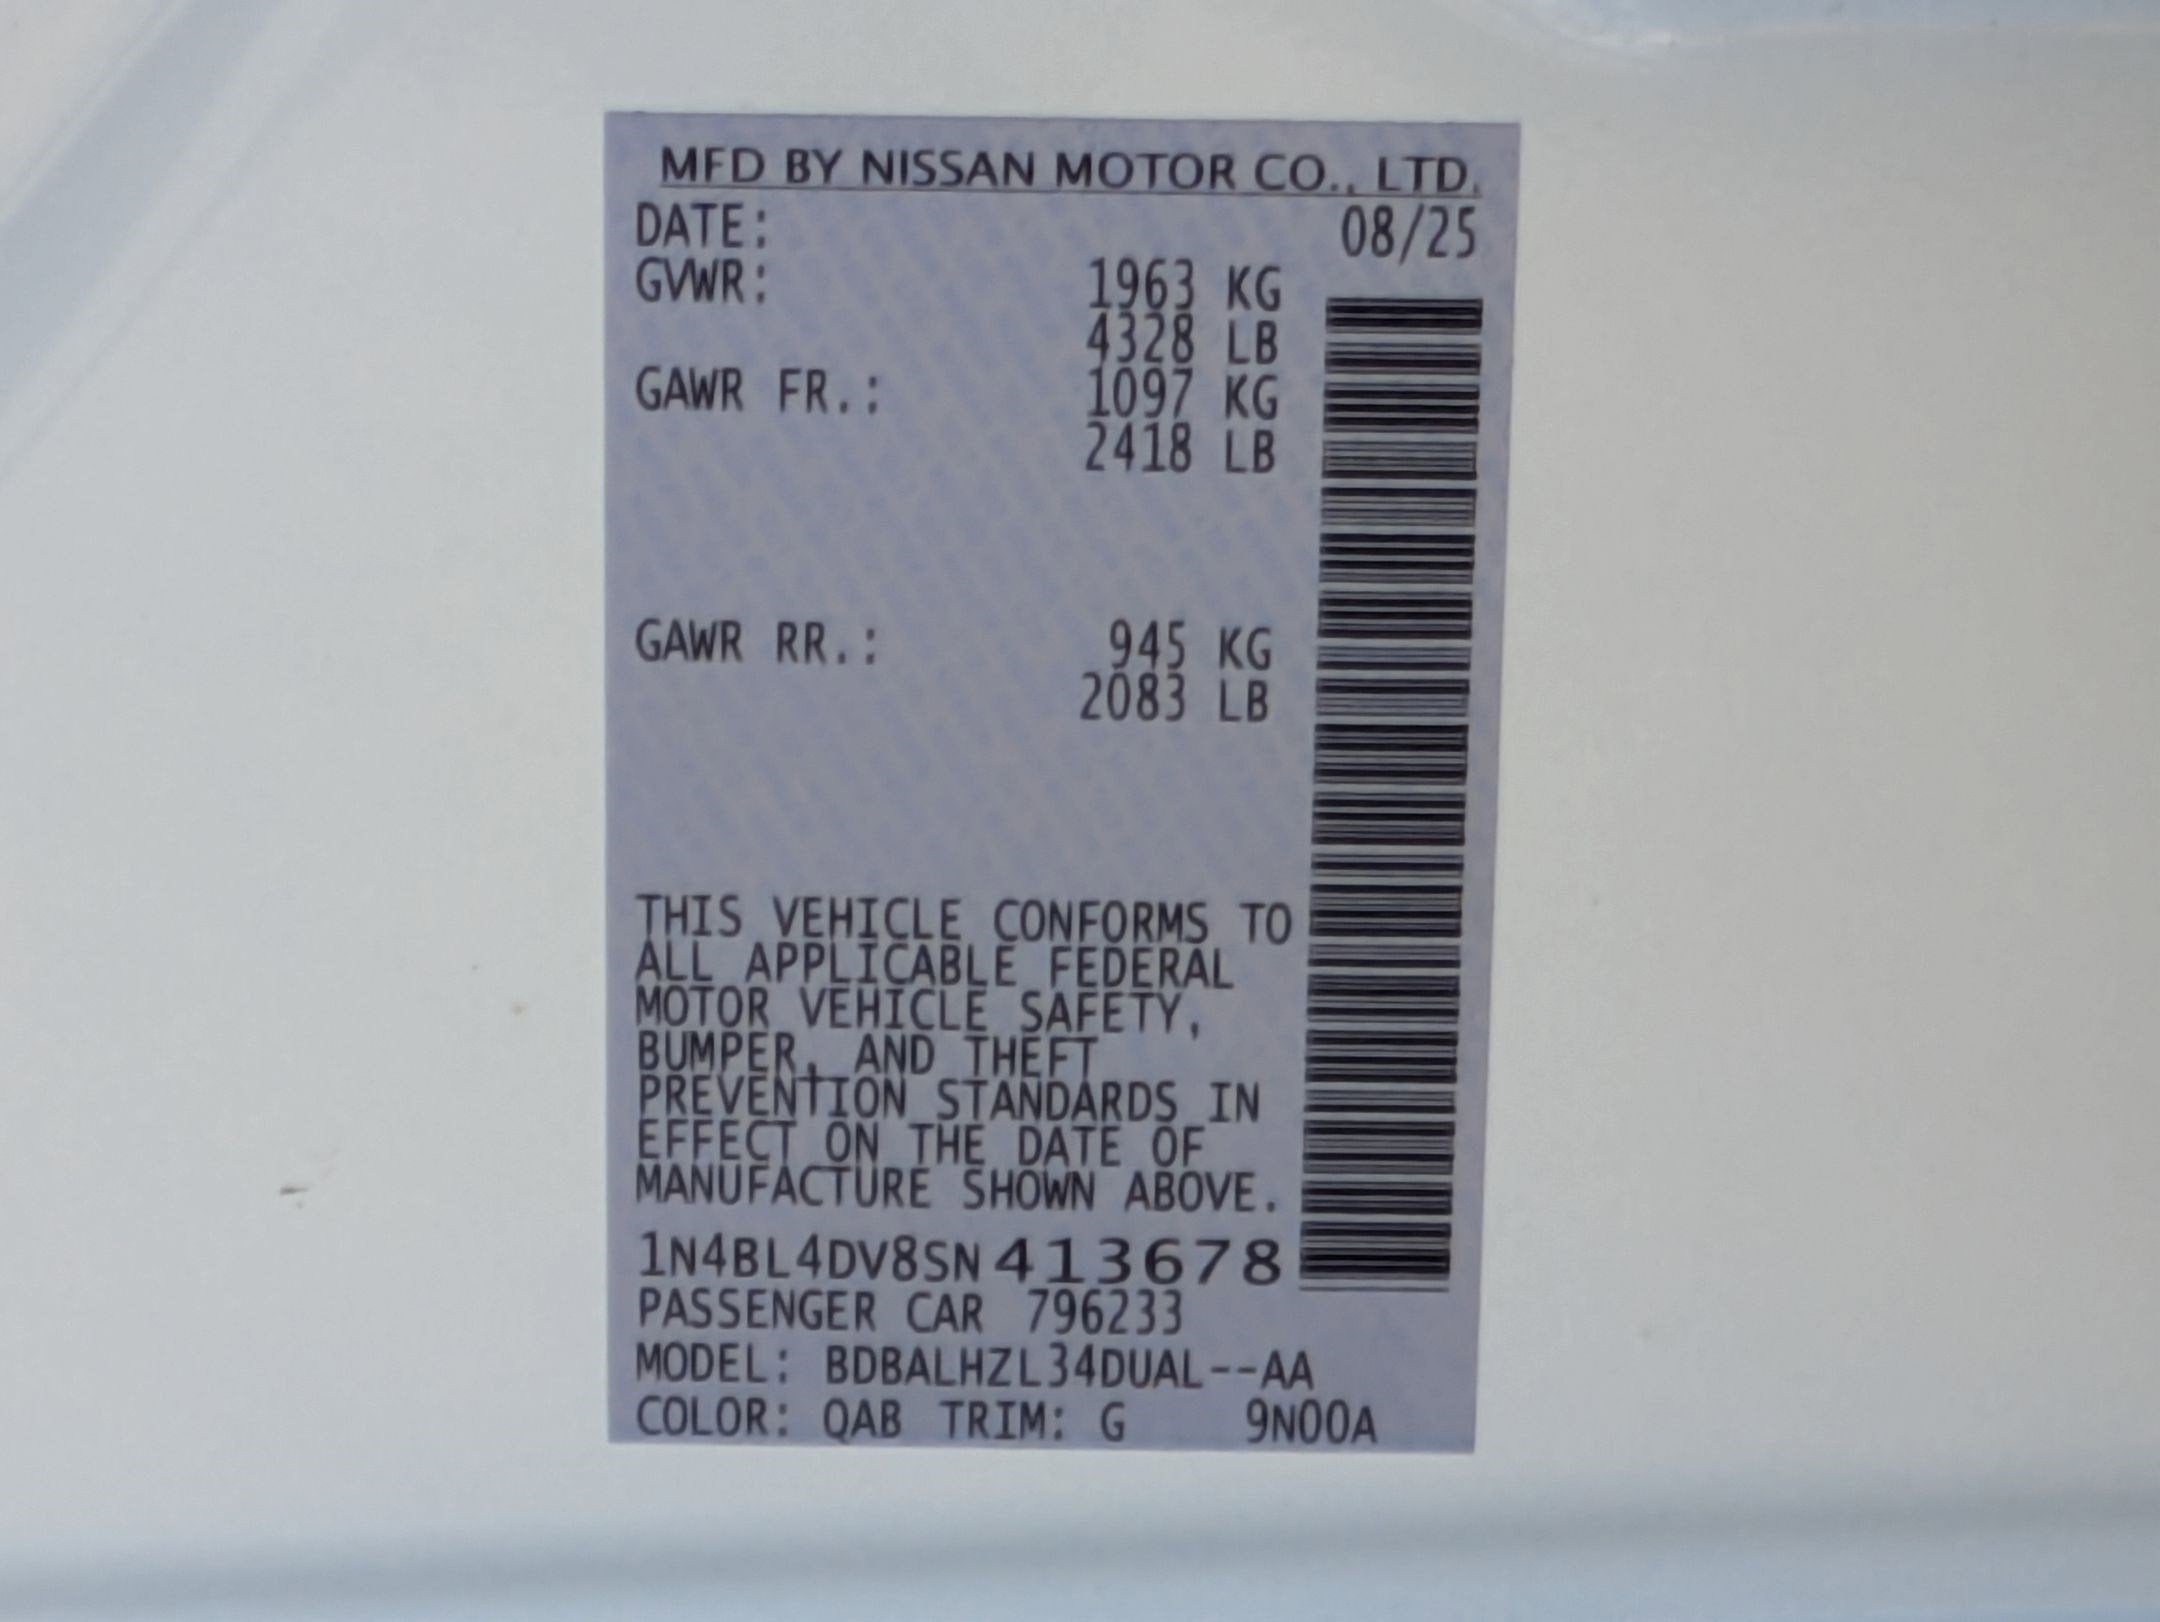 MFD BY NISSAN MOTOR CO., LTD.
DATE: 08/25
GVWR: 1963 KG
4328 LB
GAWR FR.: 1097 KG
2418 LB
GAWR RR.: 945 KG
2083 LB
THIS VEHICLE CONFORMS TO
ALL APPLICABLE FEDERAL
MOTOR VEHICLE SAFETY,
BUMPER, AND THEFT
PREVENTION STANDARDS IN
EFFECT ON THE DATE OF
MANUFACTURE SHOWN ABOVE.
1N4BL4DV8SN413678
PASSENGER CAR 796233
MODEL: BDBALHZL34DUAL--AA
COLOR: QAB TRIM: G 9N00A